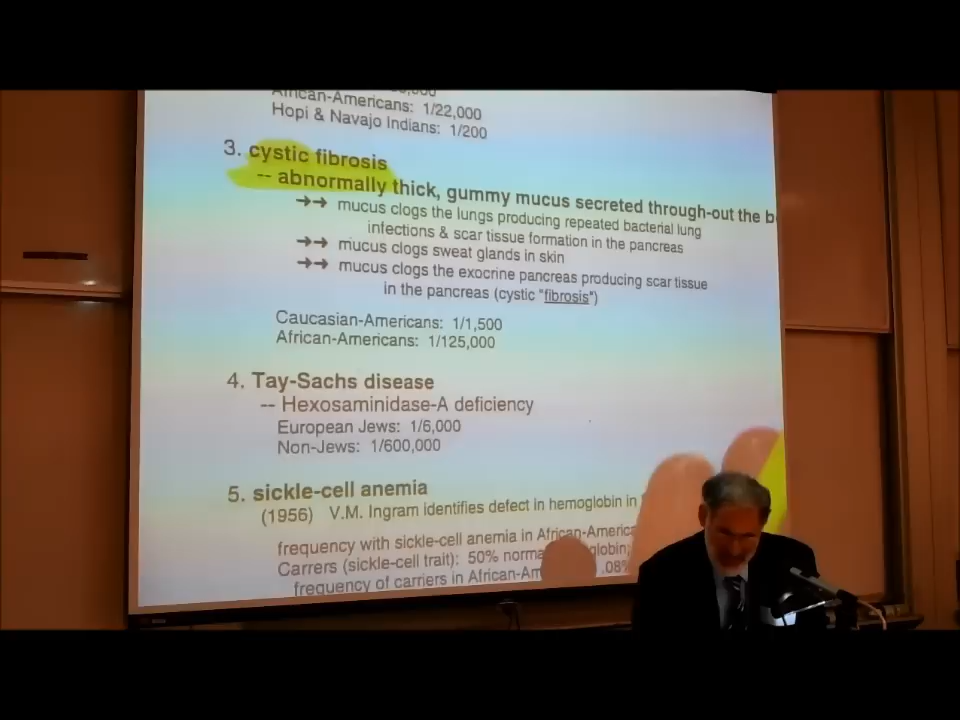 African-Americans: 1/22,000
Hopi & Navajo Indians: 1/200
3. cystic fibrosis
-- abnormally thick, gummy mucus secreted through-out the b
→→ mucus clogs the lungs producing repeated bacterial lung
infections & scar tissue formation in the pancreas
→→ mucus clogs sweat glands in skin
→→ mucus clogs the exocrine pancreas producing scar tissue
in the pancreas (cystic "fibrosis")
Caucasian-Americans: 1/1,500
African-Americans: 1/125,000
4. Tay-Sachs disease
-- Hexosaminidase-A deficiency
European Jews: 1/6,000
Non-Jews: 1/600,000
5. sickle-cell anemia
(1956) V.M. Ingram identifies defect in hemoglobin in
frequency with sickle-cell anemia in African-America
Carrers (sickle-cell trait): 50% norma globin;
frequency of carriers in African-Am .08%